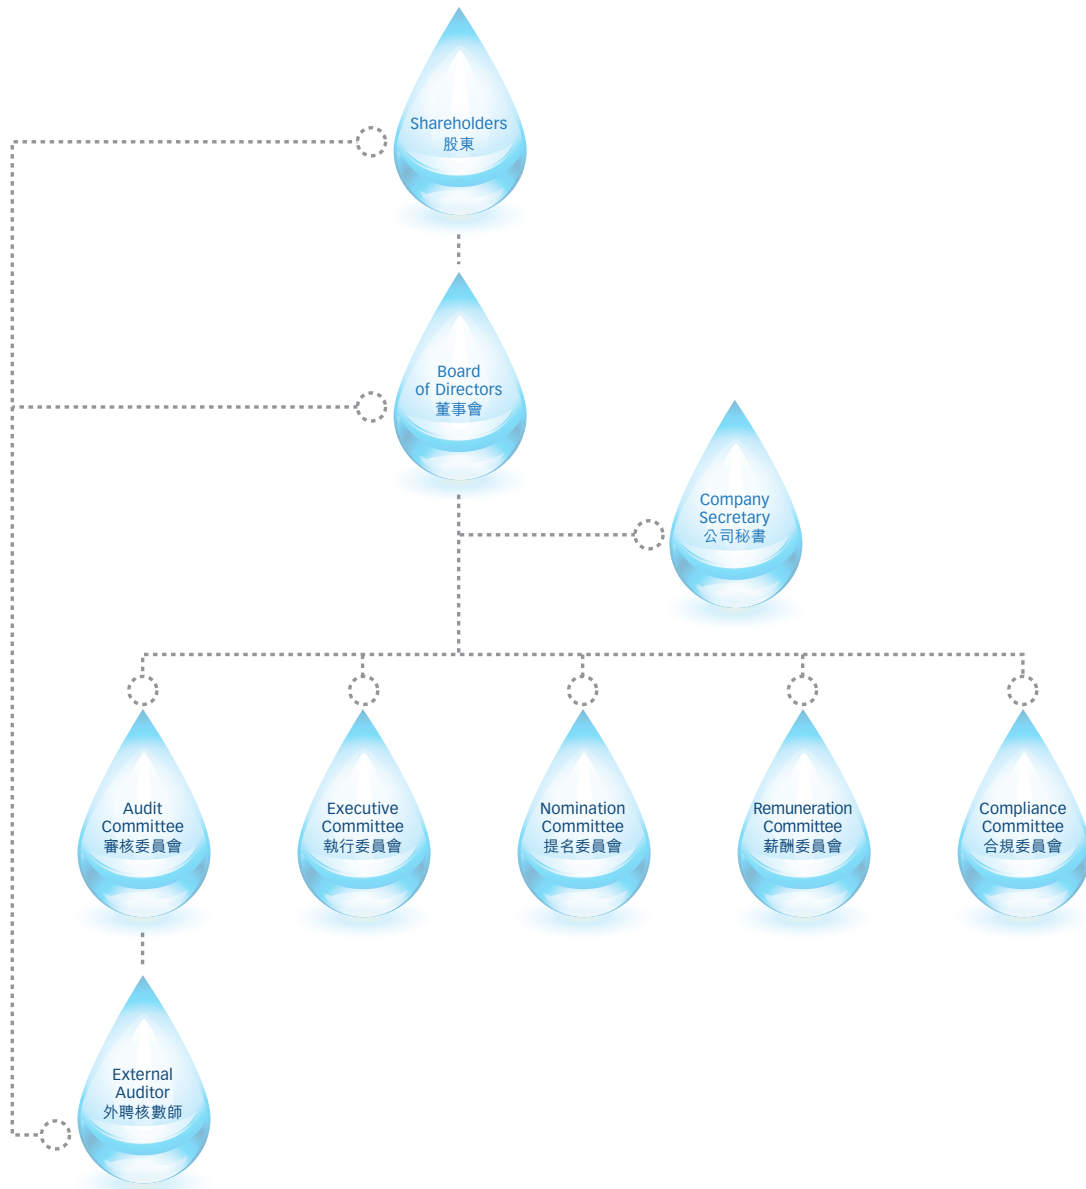 Shareholders
股東
Board
of Directors
董事會
Company
Secretary
公司秘書
Audit
Committee
審核委員會
Executive
Committee
執行委員會
Nomination
Committee
提名委員會
Remuneration
Committee
薪酬委員會
Compliance
Committee
合規委員會
External
Auditor
外聘核數師